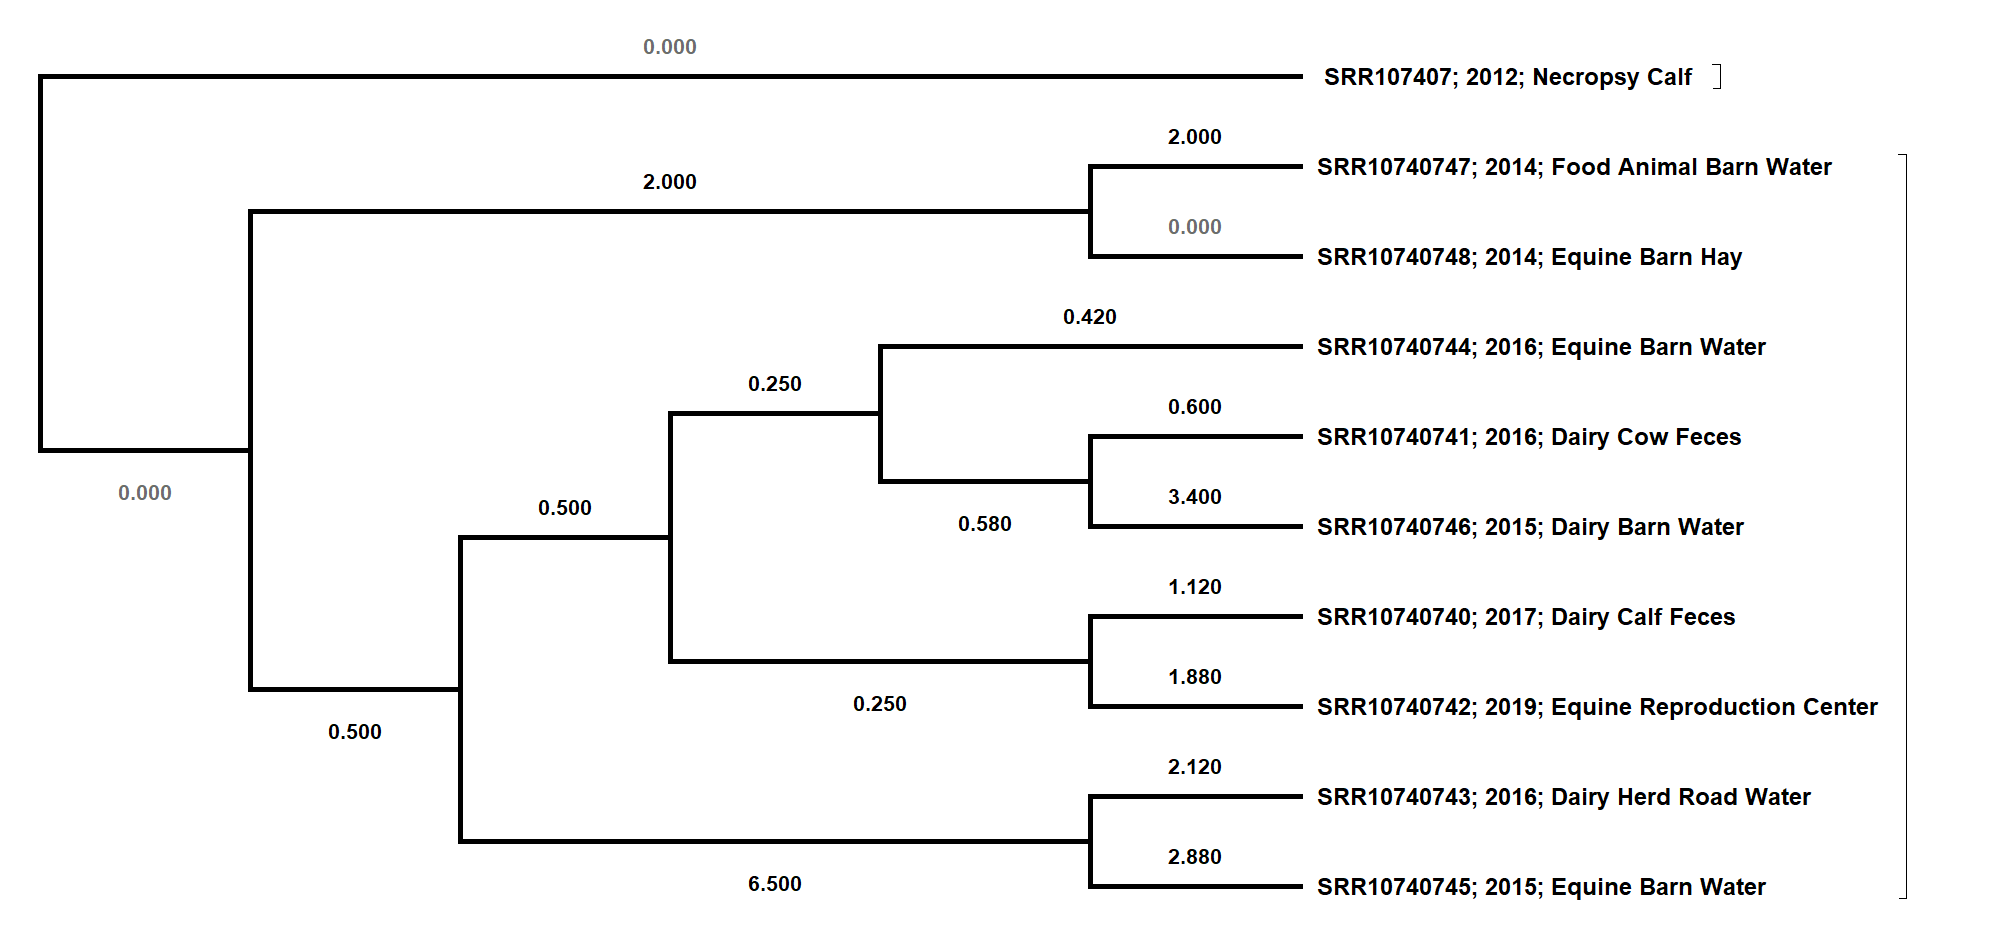 0.000
SRR107407; 2012; Necropsy Calf
2.000
SRR10740747; 2014; Food Animal Barn Water
2.000
0.000
SRR10740748; 2014; Equine Barn Hay
0.420
SRR10740744; 2016; Equine Barn Water
0.250
0.600
SRR10740741; 2016; Dairy Cow Feces
0.000
0.500
3.400
SRR10740746; 2015; Dairy Barn Water
0.580
1.120
SRR10740740; 2017; Dairy Calf Feces
1.880
SRR10740742; 2019; Equine Reproduction Center
0.250
0.500
2.120
SRR10740743; 2016; Dairy Herd Road Water
2.880
SRR10740745; 2015; Equine Barn Water
6.500